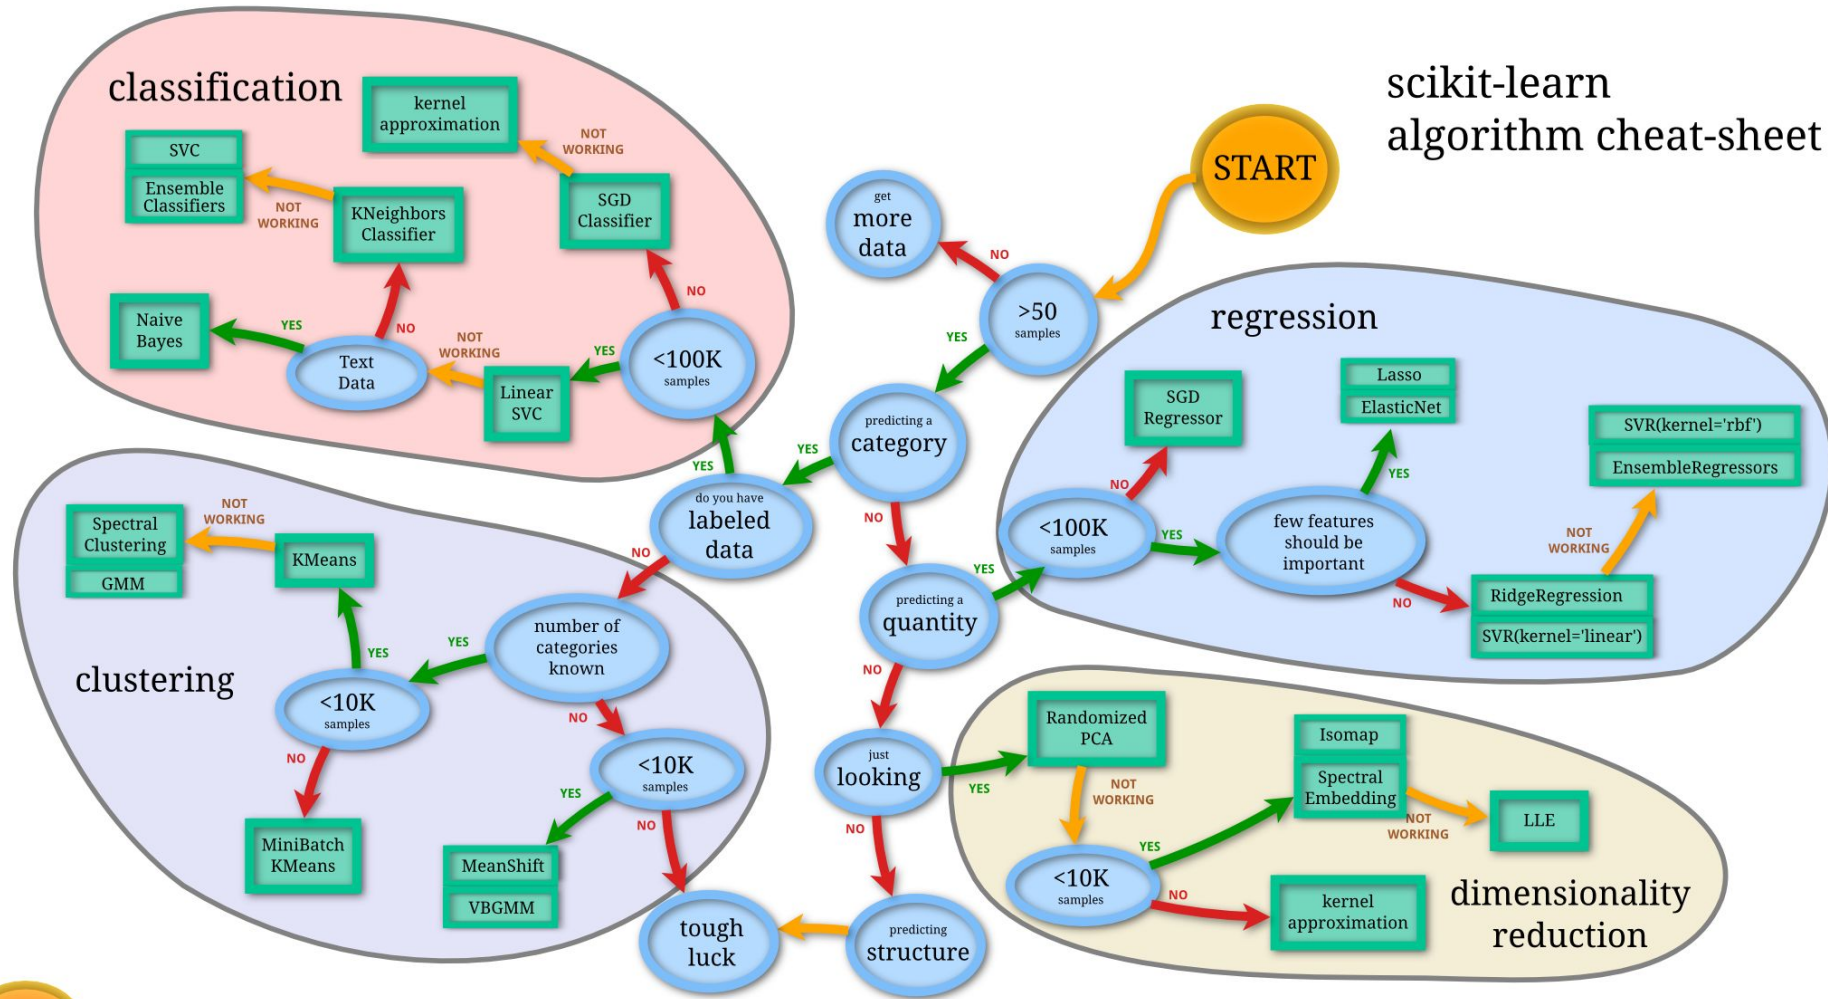 scikit-learn
algorithm cheat-sheet
START
classification
kernel
approximation
NOT
WORKING
SVC
Ensemble
Classifiers
NOT
WORKING
KNeighbors
Classifier
SGD
Classifier
NO
Naive
Bayes
YES
NO
Text
Data
NOT
WORKING
Linear
SVC
YES
<100K
samples
YES
get
more
data
NO
>50
samples
YES
predicting a
category
YES
NO
do you have
labeled
data
NO
predicting a
quantity
YES
NO
just
looking
YES
NO
predicting
structure
tough
luck
regression
SGD
Regressor
Lasso
ElasticNet
SVR(kernel='rbf')
EnsembleRegressors
NO
YES
<100K
samples
YES
few features
should be
important
NOT
WORKING
NO
RidgeRegression
SVR(kernel='linear')
clustering
Spectral
Clustering
GMM
NOT
WORKING
KMeans
YES
number of
categories
known
YES
<10K
samples
NO
NO
<10K
samples
YES
NO
MiniBatch
KMeans
MeanShift
VBGMM
Randomized
PCA
NOT
WORKING
Isomap
Spectral
Embedding
NOT
WORKING
LLE
YES
<10K
samples
NO
kernel
approximation
dimensionality
reduction